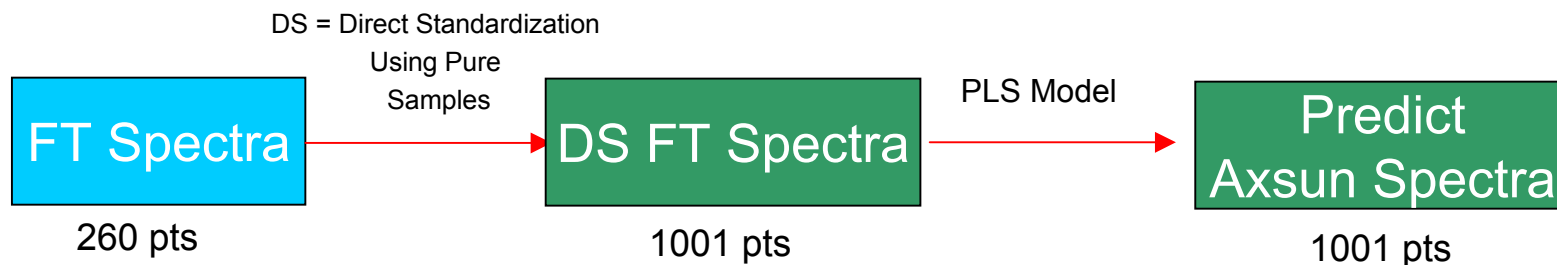 DS = Direct Standardization
Using Pure
Samples
FT Spectra
260 pts
DS FT Spectra
1001 pts
PLS Model
Predict
Axsun Spectra
1001 pts